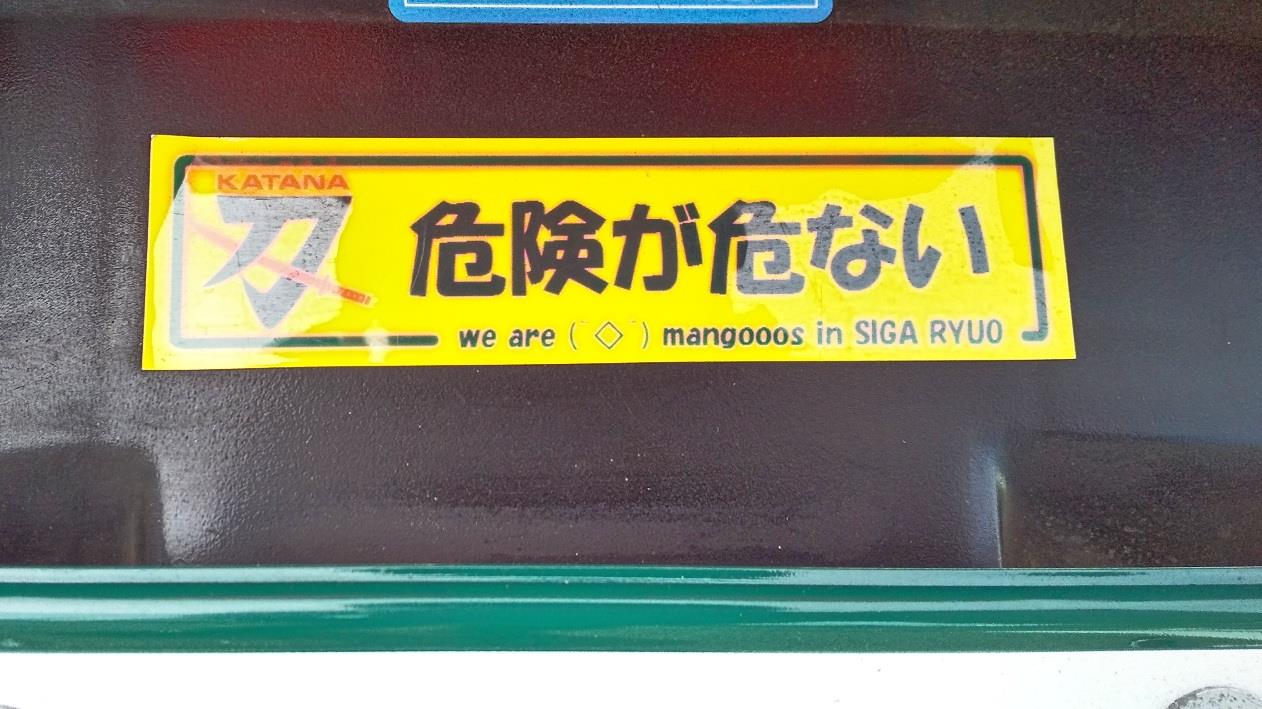 KATANA
刀
危険が危ない
we are (¯◇¯) mangooos in SIGA RYUO